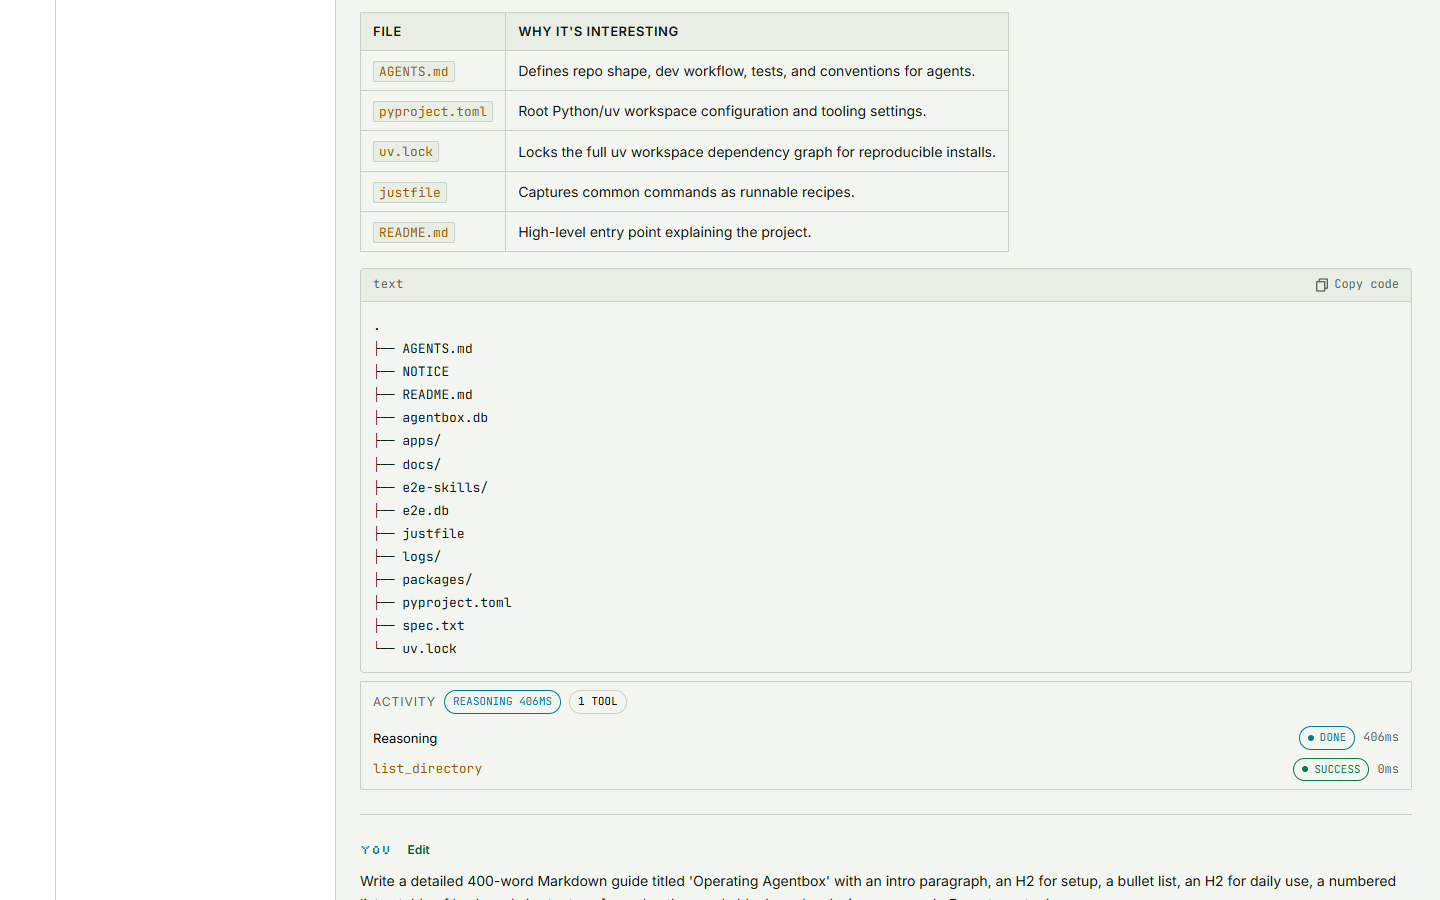 FILE WHY IT'S INTERESTING
AGENTS.md Defines repo shape, dev workflow, tests, and conventions for agents.
pyproject.toml Root Python/uv workspace configuration and tooling settings.
uv.lock Locks the full uv workspace dependency graph for reproducible installs.
justfile Captures common commands as runnable recipes.
README.md High-level entry point explaining the project.
text Copy code
.
├── AGENTS.md
├── NOTICE
├── README.md
├── agentbox.db
├── apps/
├── docs/
├── e2e-skills/
├── e2e.db
├── justfile
├── logs/
├── packages/
├── pyproject.toml
├── spec.txt
└── uv.lock
ACTIVITY REASONING 406MS 1 TOOL
Reasoning DONE 406ms
list_directory SUCCESS 0ms
YOU Edit
Write a detailed 400-word Markdown guide titled 'Operating Agentbox' with an intro paragraph, an H2 for setup, a bullet list, an H2 for daily use, a numbered